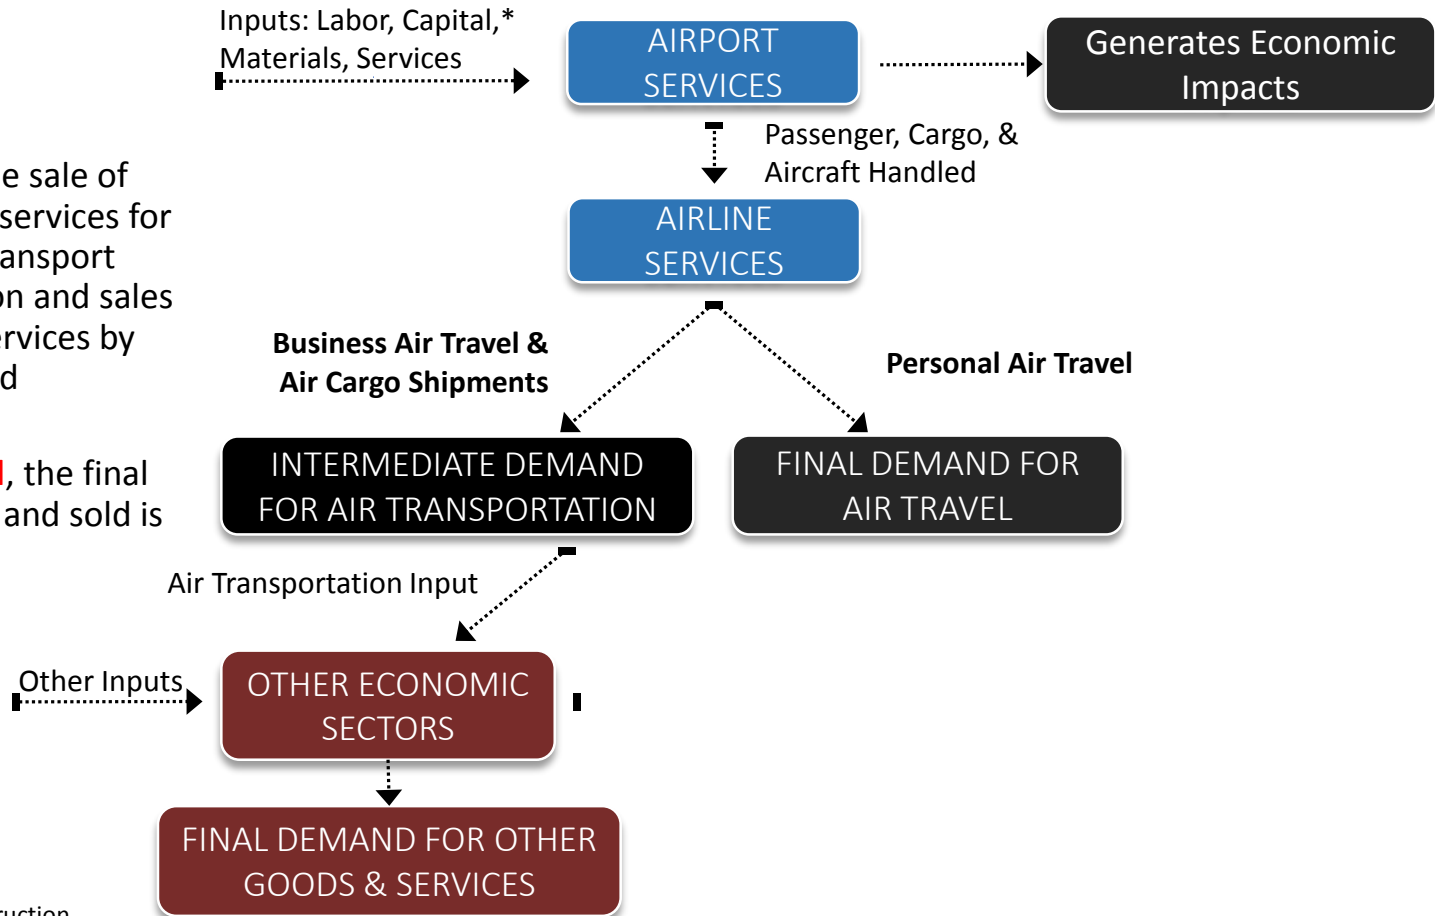 Inputs: Labor, Capital,*
Materials, Services
AIRPORT
SERVICES
Generates Economic
Impacts
Passenger, Cargo, &
Aircraft Handled
e sale of
services for
ansport
on and sales
ervices by
d
AIRLINE
SERVICES
Business Air Travel &
Air Cargo Shipments
Personal Air Travel
, the final
and sold is
INTERMEDIATE DEMAND
FOR AIR TRANSPORTATION
FINAL DEMAND FOR
AIR TRAVEL
Air Transportation Input
Other Inputs
OTHER ECONOMIC
SECTORS
FINAL DEMAND FOR OTHER
GOODS & SERVICES
ruction